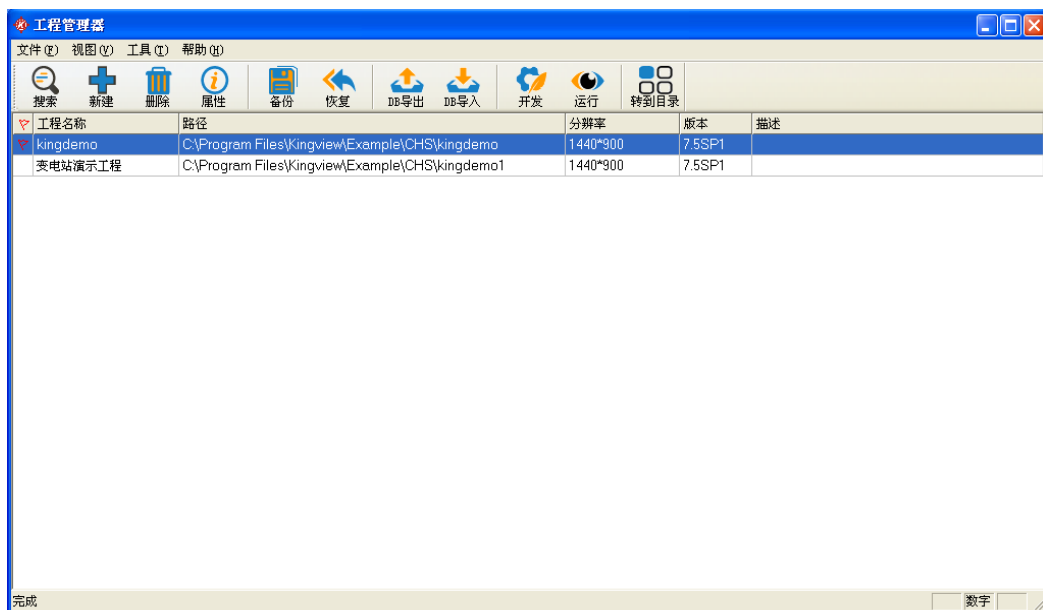 工程管理器
文件(F) 视图(V) 工具(T) 帮助(H)
搜索 新建 删除 属性 备份 恢复 DB导出 DB导入 开发 运行 转到目录
工程名称 路径 分辨率 版本 描述
kingdemo C:\Program Files\Kingview\Example\CHS\kingdemo 1440*900 7.5SP1
变电站演示工程 C:\Program Files\Kingview\Example\CHS\kingdemo1 1440*900 7.5SP1
完成 数字